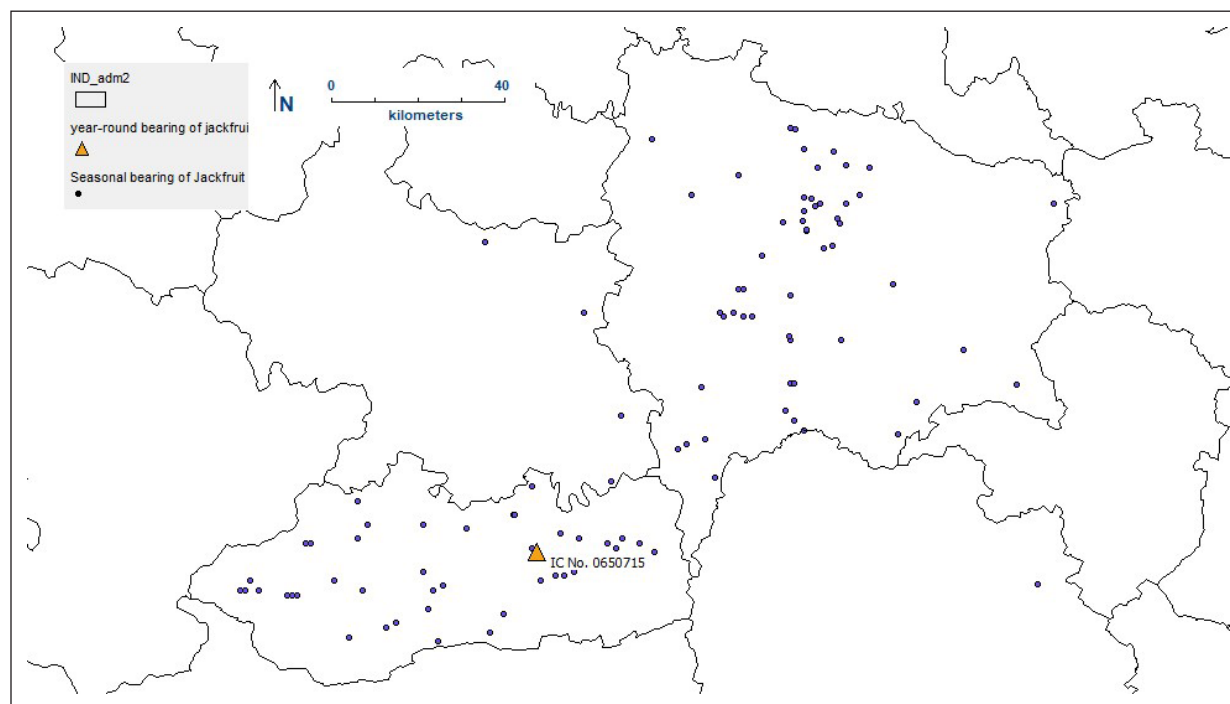 IND_adm2
year-round bearing of jackfrui
Seasonal bearing of Jackfruit
N
0 40
kilometers
IC No. 0650715